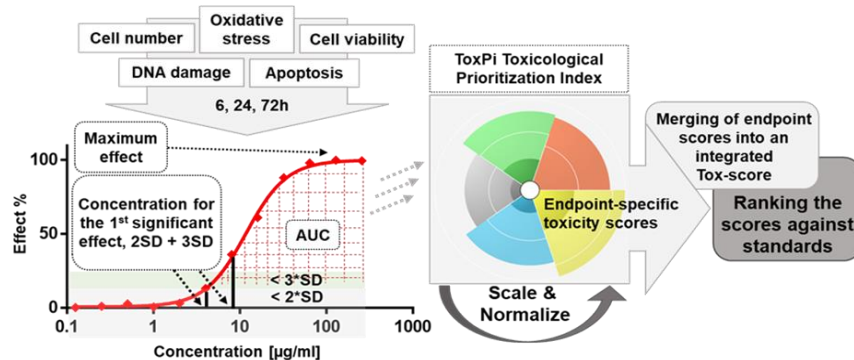 Cell number
Oxidative
stress
Cell viability
DNA damage
Apoptosis
6, 24, 72h
Maximum
effect
Concentration for
the 1st significant
effect, 2SD + 3SD
AUC
< 3*SD
< 2*SD
Effect %
100
50
0
0.1
1
10
100
1000
Concentration [µg/ml]
ToxPi Toxicological
Prioritization Index
Endpoint-specific
toxicity scores
Scale &
Normalize
Merging of endpoint
scores into an
integrated
Tox-score
Ranking the
scores against
standards